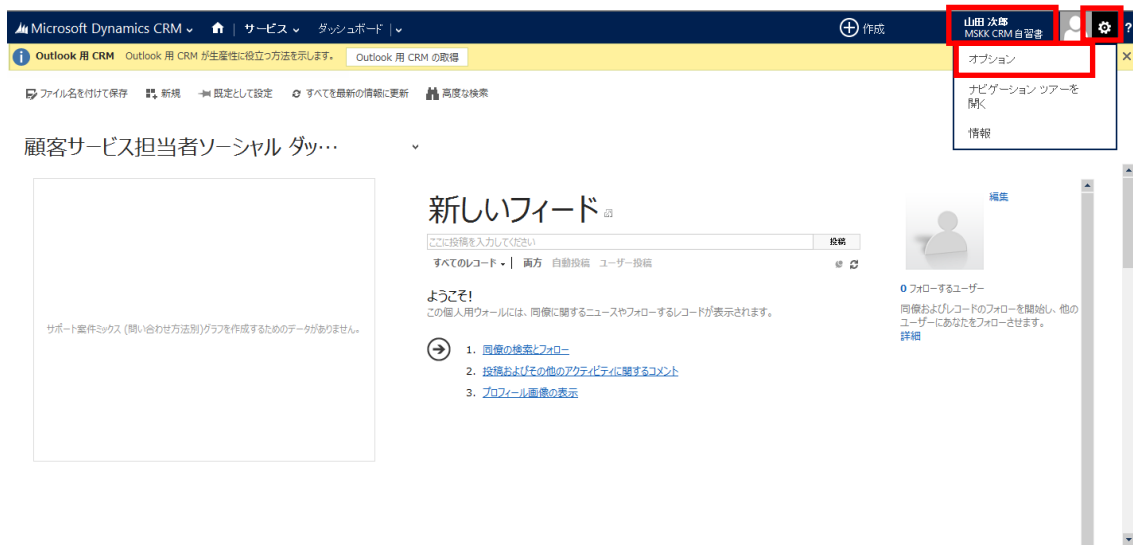 Microsoft Dynamics CRM
サービス
ダッシュボード
作成
山田 次郎
MSKK CRM 自習書
?
Outlook 用 CRM Outlook 用 CRM が生産性に役立つ方法を示します。 Outlook 用 CRM の取得
オプション
ナビゲーション ツアーを
開く
情報
ファイル名を付けて保存 新規 既定として設定 すべてを最新の情報に更新 高度な検索
顧客サービス担当者ソーシャル ダッ…
サポート案件ミックス (問い合わせ方法別)グラフを作成するためのデータがありません。
新しいフィード
ここに投稿を入力してください 投稿
すべてのレコード 両方 自動投稿 ユーザー投稿
ようこそ!
この個人用ウォールには、同僚に関するニュースやフォローするレコードが表示されます。
1. 同僚の検索とフォロー
2. 投稿およびその他のアクティビティに関するコメント
3. プロフィール画像の表示
編集
0 フォローするユーザー
同僚およびレコードのフォローを開始し、他の
ユーザーにあなたをフォローさせます。
詳細